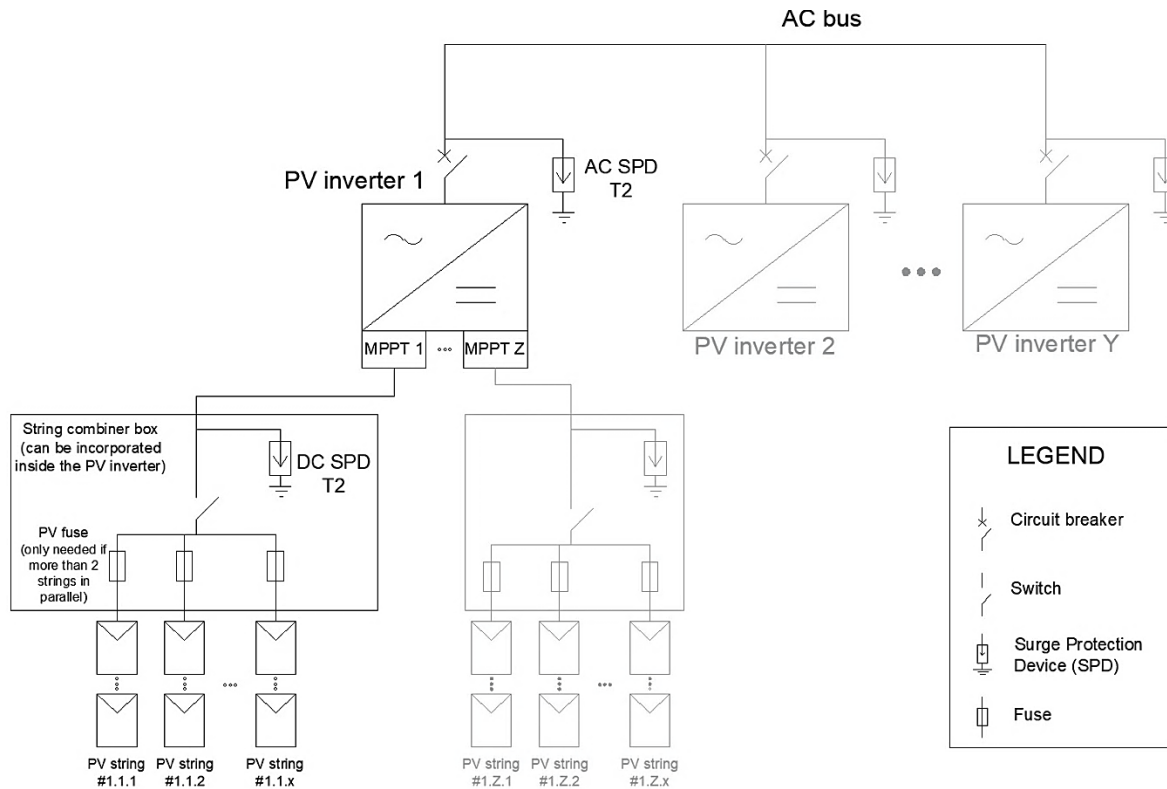 AC bus
PV inverter 1
AC SPD
T2
MPPT 1
MPPT Z
PV inverter 2
PV inverter Y
String combiner box
(can be incorporated
inside the PV inverter)
DC SPD
T2
PV fuse
(only needed if
more than 2
strings in
parallel)
PV string
#1.1.1
PV string
#1.1.2
PV string
#1.1.x
PV string
#1.Z.1
PV string
#1.Z.2
PV string
#1.Z.x
LEGEND
Circuit breaker
Switch
Surge Protection
Device (SPD)
Fuse